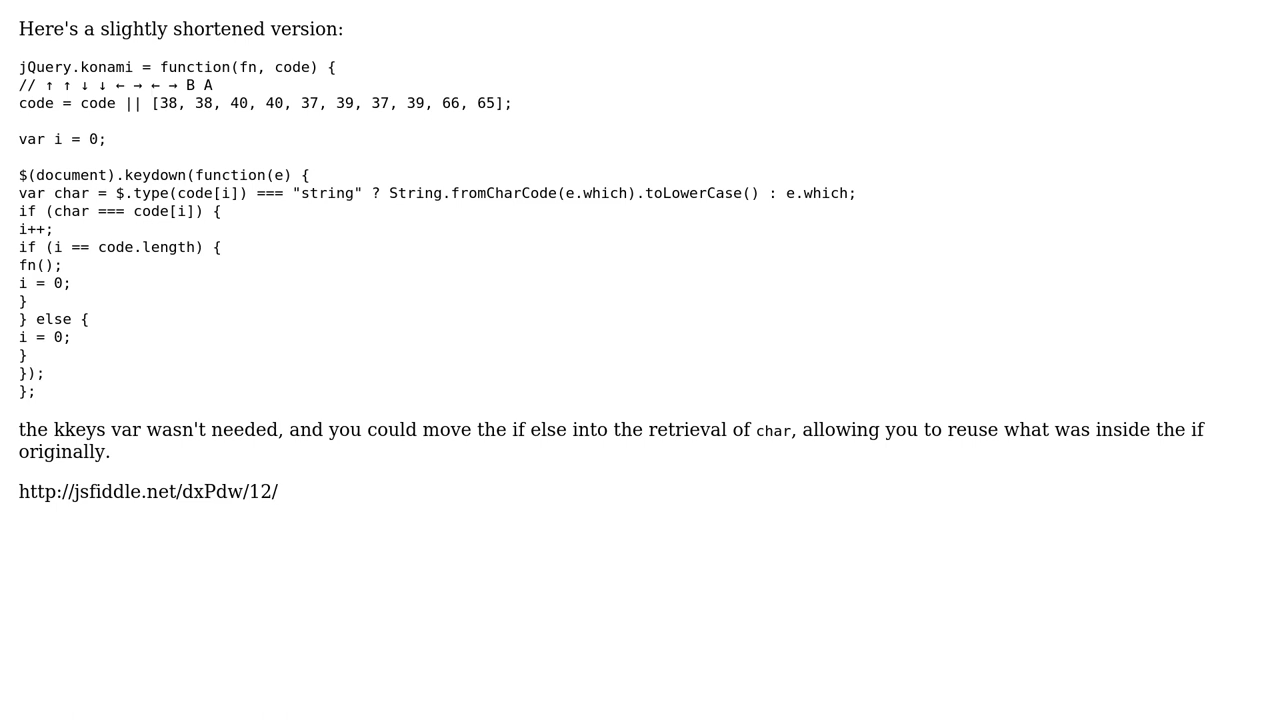 Here's a slightly shortened version:
jQuery.konami = function(fn, code) {
// ↑ ↑ ↓ ↓ ← → ← → B A
code = code || [38, 38, 40, 40, 37, 39, 37, 39, 66, 65];
var i = 0;
$(document).keydown(function(e) {
var char = $.type(code[i]) === "string" ? String.fromCharCode(e.which).toLowerCase() : e.which;
if (char === code[i]) {
i++;
if (i == code.length) {
fn();
i = 0;
}
} else {
i = 0;
}
});
};
the kkeys var wasn't needed, and you could move the if else into the retrieval of char, allowing you to reuse what was inside the if
originally.
http://jsfiddle.net/dxPdw/12/